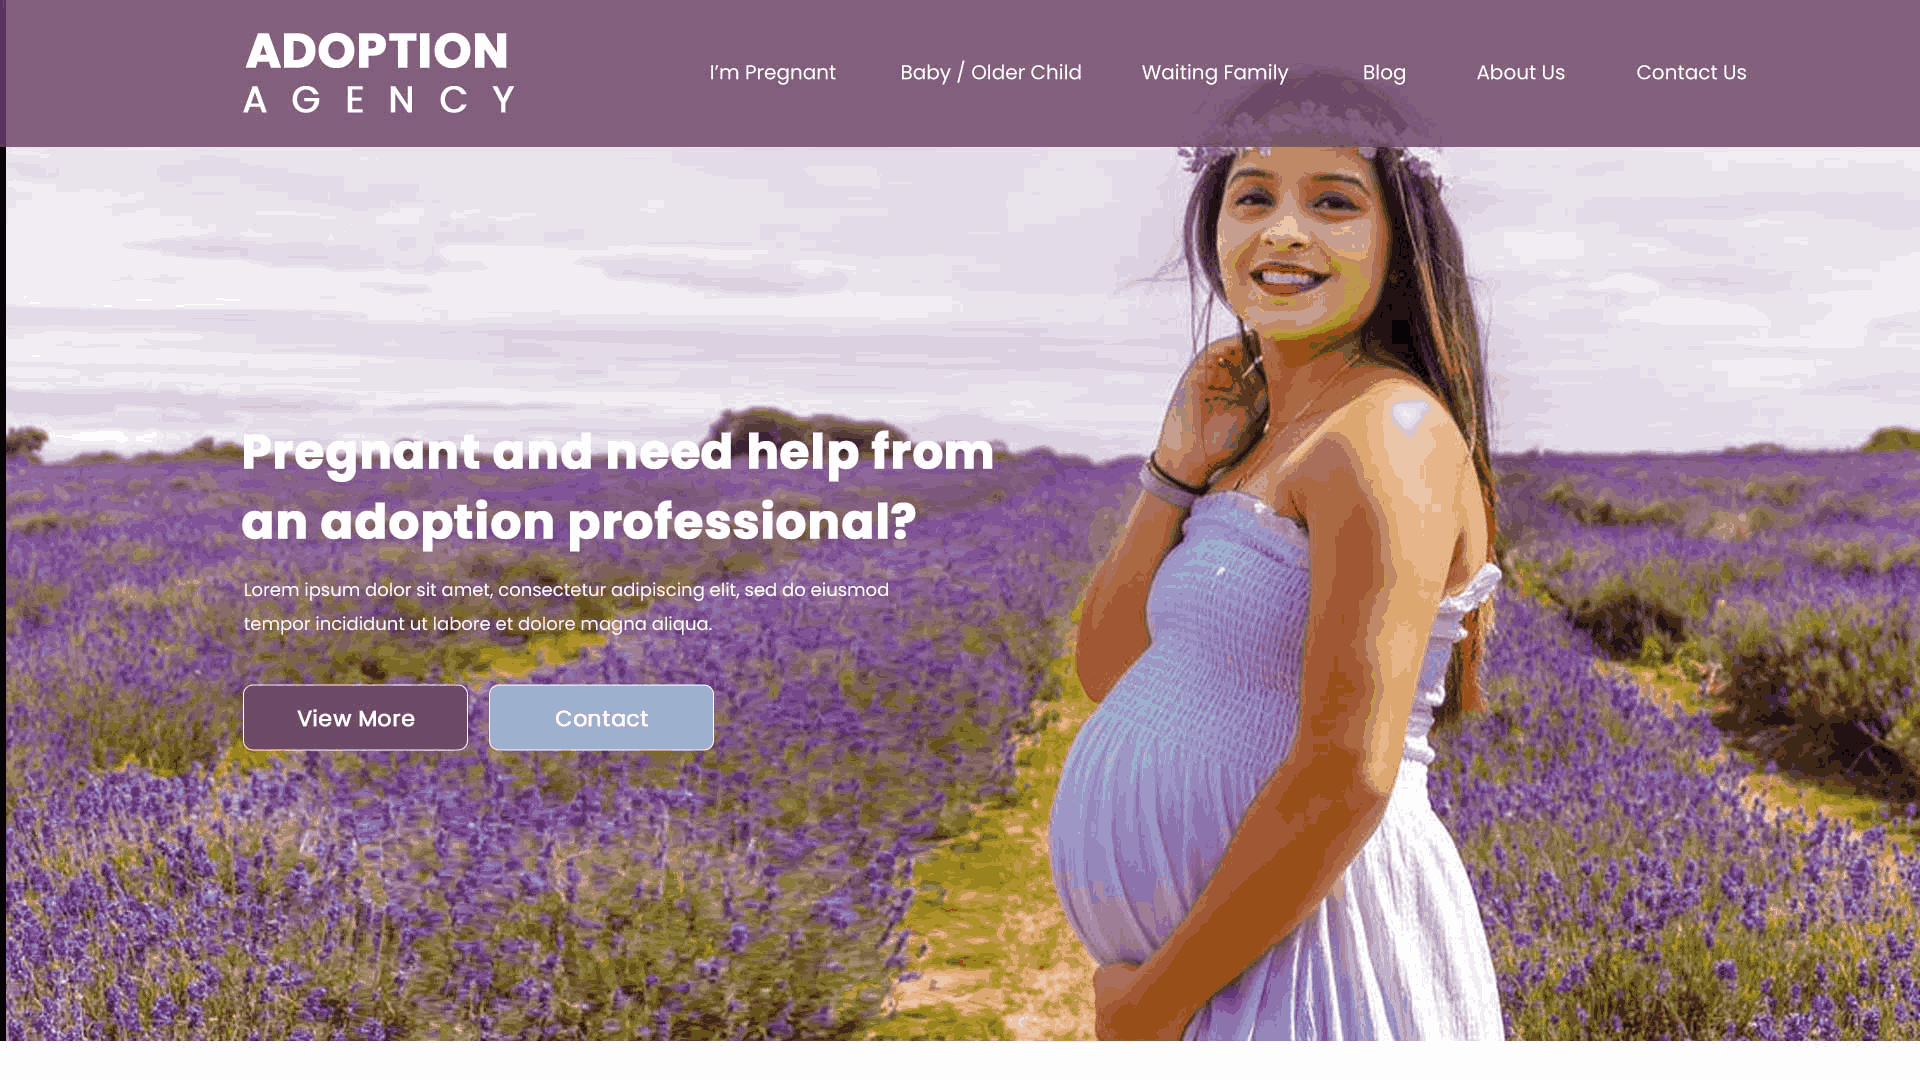 ADOPTION
AGENCY
I’m Pregnant
Baby / Older Child
Waiting Family
Blog
About Us
Contact Us
Pregnant and need help from
an adoption professional?
Lorem ipsum dolor sit amet, consectetur adipiscing elit, sed do eiusmod
tempor incididunt ut labore et dolore magna aliqua.
View More
Contact